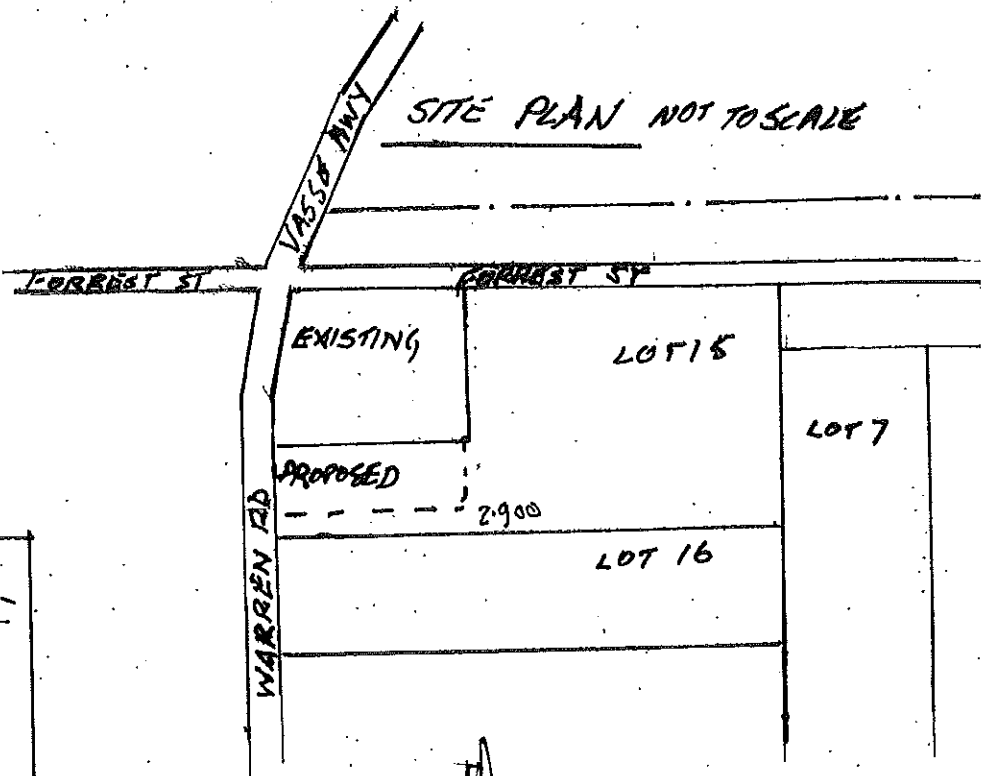 SITE PLAN NOT TO SCALE
VASSE HWY
FORREST ST
FORREST ST
EXISTING
LOT 15
LOT 7
PROPOSED
2.900
WARREN RD
LOT 16